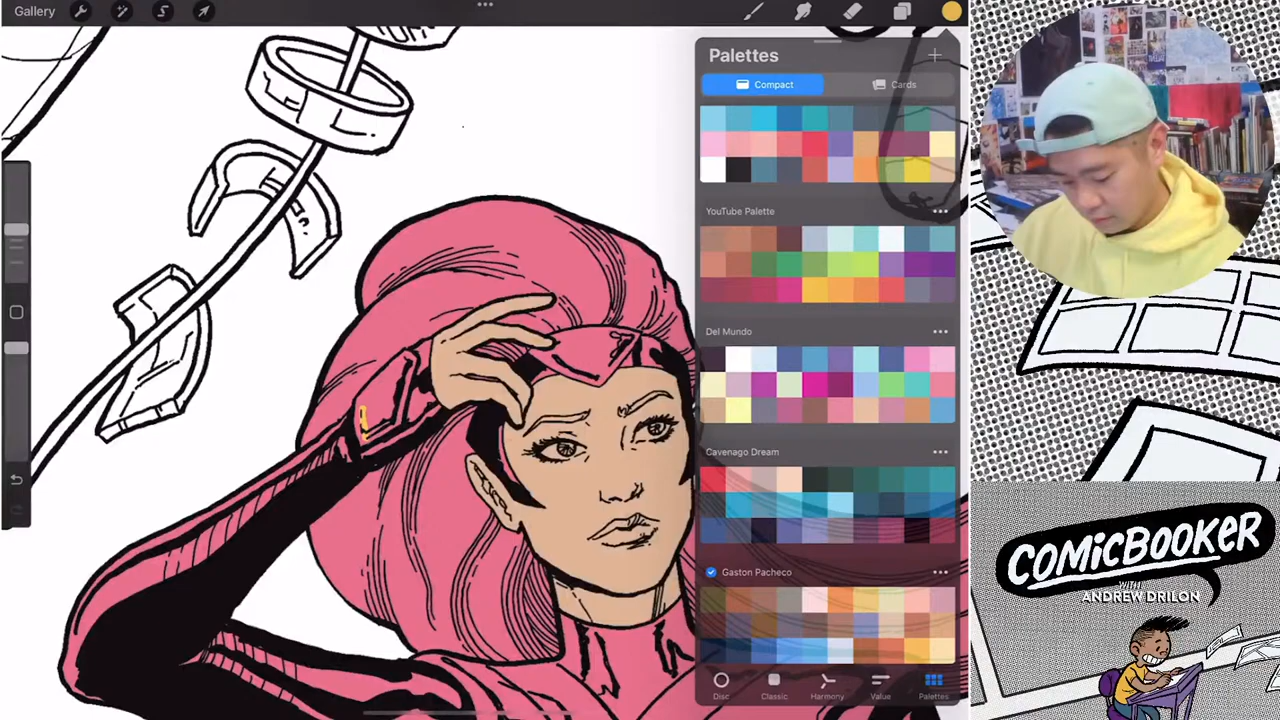 Gallery
Palettes
Compact
Cards
YouTube Palette
Del Mundo
Cavenago Dream
Gaston Pacheco
Disc
Classic
Harmony
Value
Palettes
COMICBOOKER
WITH
ANDREW DRILON